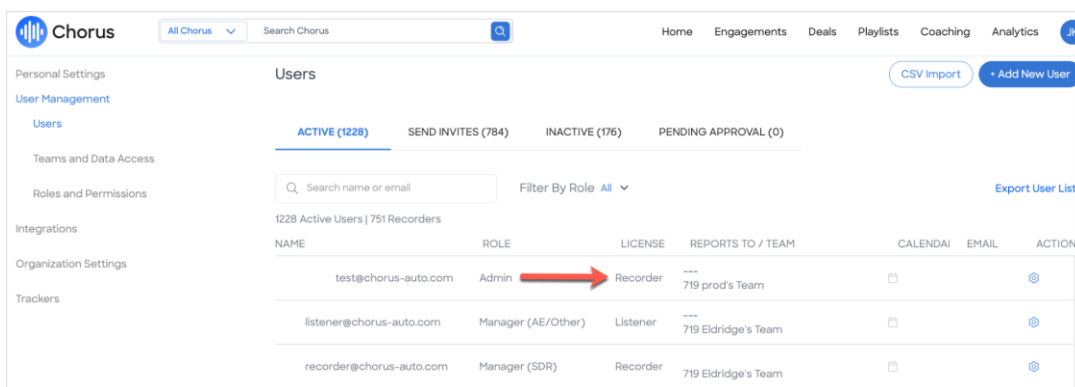 Chorus All Chorus Search Chorus Home Engagements Deals Playlists Coaching Analytics JK
Personal Settings Users CSV Import + Add New User
User Management
Users ACTIVE (1228) SEND INVITES (784) INACTIVE (176) PENDING APPROVAL (0)
Teams and Data Access
Roles and Permissions Search name or email Filter By Role All Export User List
1228 Active Users | 751 Recorders
Integrations
NAME ROLE LICENSE REPORTS TO / TEAM CALENDAR EMAIL ACTION
Organization Settings
test@chorus-auto.com Admin Recorder ---
719 prod's Team
Trackers
listener@chorus-auto.com Manager (AE/Other) Listener ---
719 Eldridge's Team
recorder@chorus-auto.com Manager (SDR) Recorder ---
719 Eldridge's Team